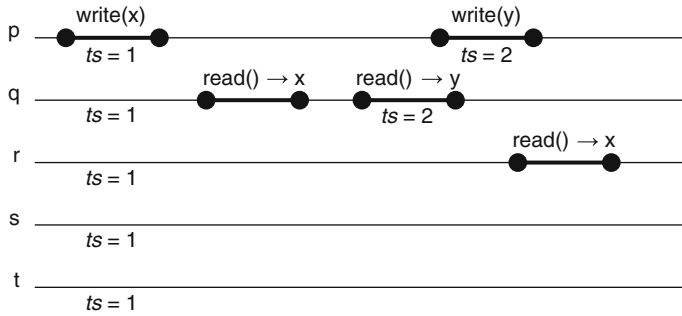 write(x) write(y)
p
ts = 1 ts = 2
read() → x read() → y
q
ts = 1 ts = 2
read() → x
r
ts = 1
s
ts = 1
t
ts = 1